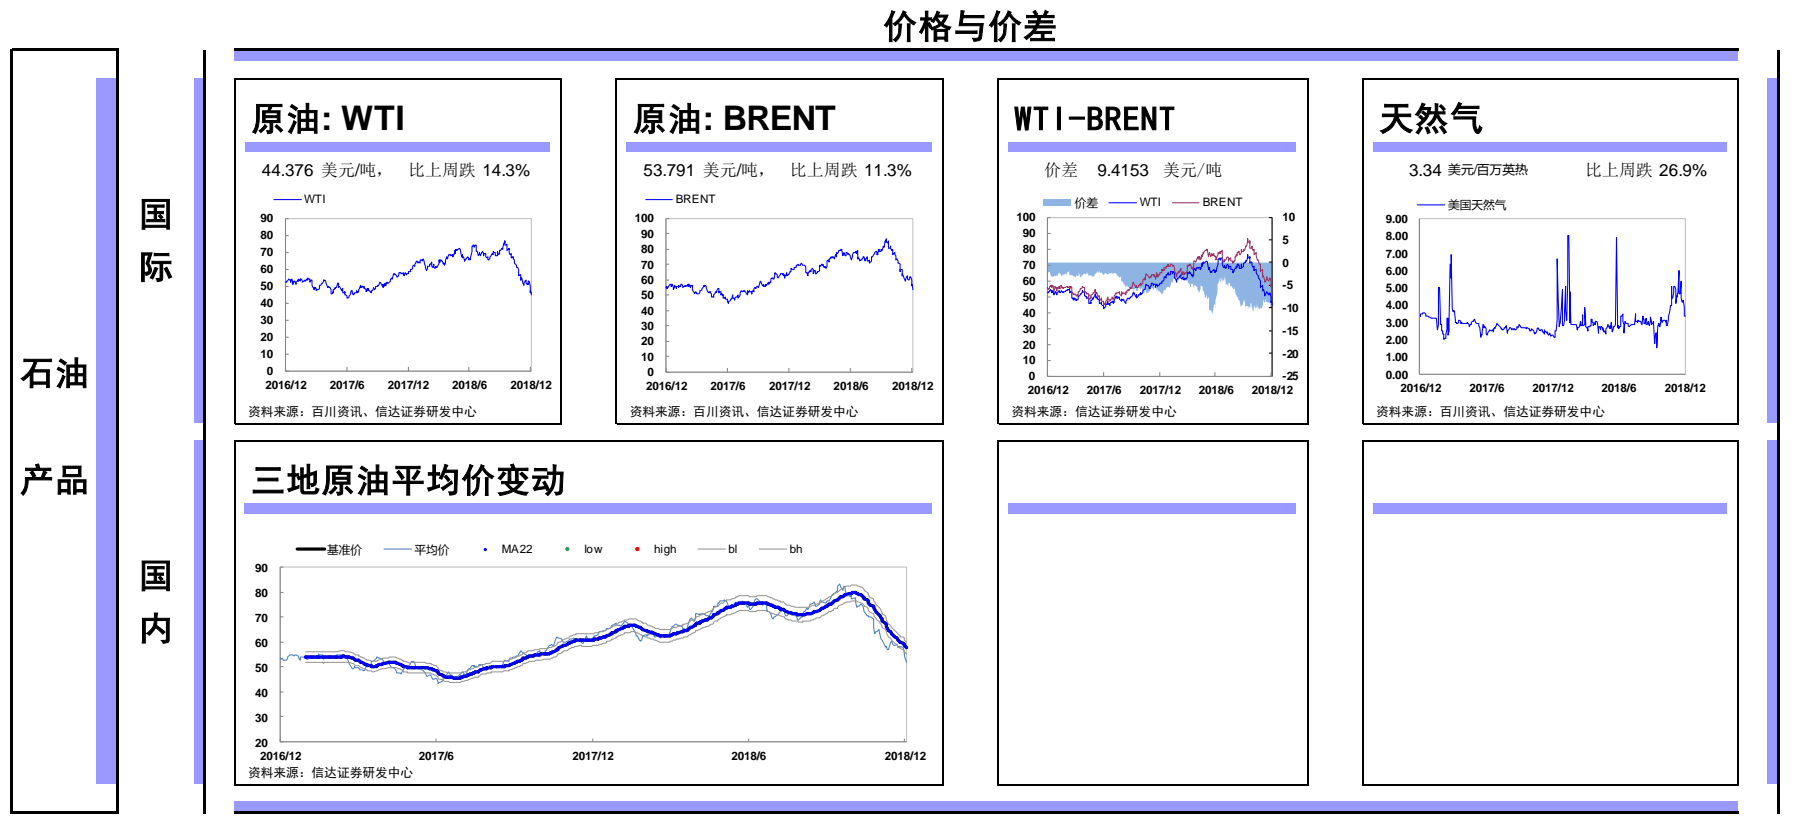 价格与价差
石油
产品
国际
国内
原油: WTI
44.376 美元/吨， 比上周跌 14.3%
WTI
90
80
70
60
50
40
30
20
10
0
2016/12 2017/6 2017/12 2018/6 2018/12
资料来源：百川资讯、信达证券研发中心
原油: BRENT
53.791 美元/吨， 比上周跌 11.3%
BRENT
100
90
80
70
60
50
40
30
20
10
0
2016/12 2017/6 2017/12 2018/6 2018/12
资料来源：百川资讯、信达证券研发中心
WTI-BRENT
价差 9.4153 美元/吨
价差 WTI BRENT
100 10
90 5
80 0
70 -5
60 -10
50 -15
40 -20
30 -25
20
10
0
2016/12 2017/6 2017/12 2018/6 2018/12
资料来源：信达证券研发中心
天然气
3.34 美元/百万英热 比上周跌 26.9%
美国天然气
9.00
8.00
7.00
6.00
5.00
4.00
3.00
2.00
1.00
0.00
2016/12 2017/6 2017/12 2018/6 2018/12
资料来源：百川资讯、信达证券研发中心
三地原油平均价变动
基准价 平均价 MA22 low high bl bh
90
80
70
60
50
40
30
20
2016/12 2017/6 2017/12 2018/6 2018/12
资料来源：信达证券研发中心